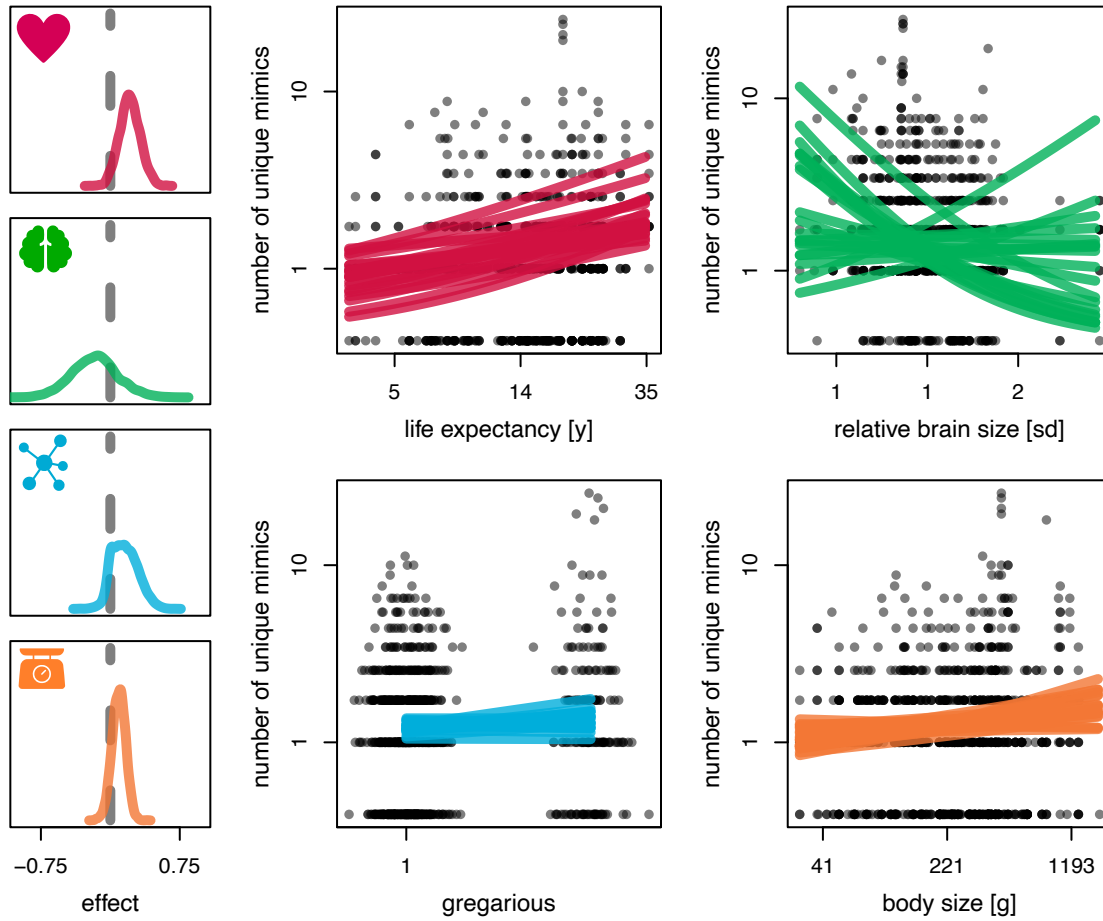 number of unique mimics
10
1
5 14 35
life expectancy [y]
number of unique mimics
10
1
1 1 2
relative brain size [sd]
number of unique mimics
10
1
1
gregarious
number of unique mimics
10
1
41 221 1193
body size [g]
−0.75 0.75
effect